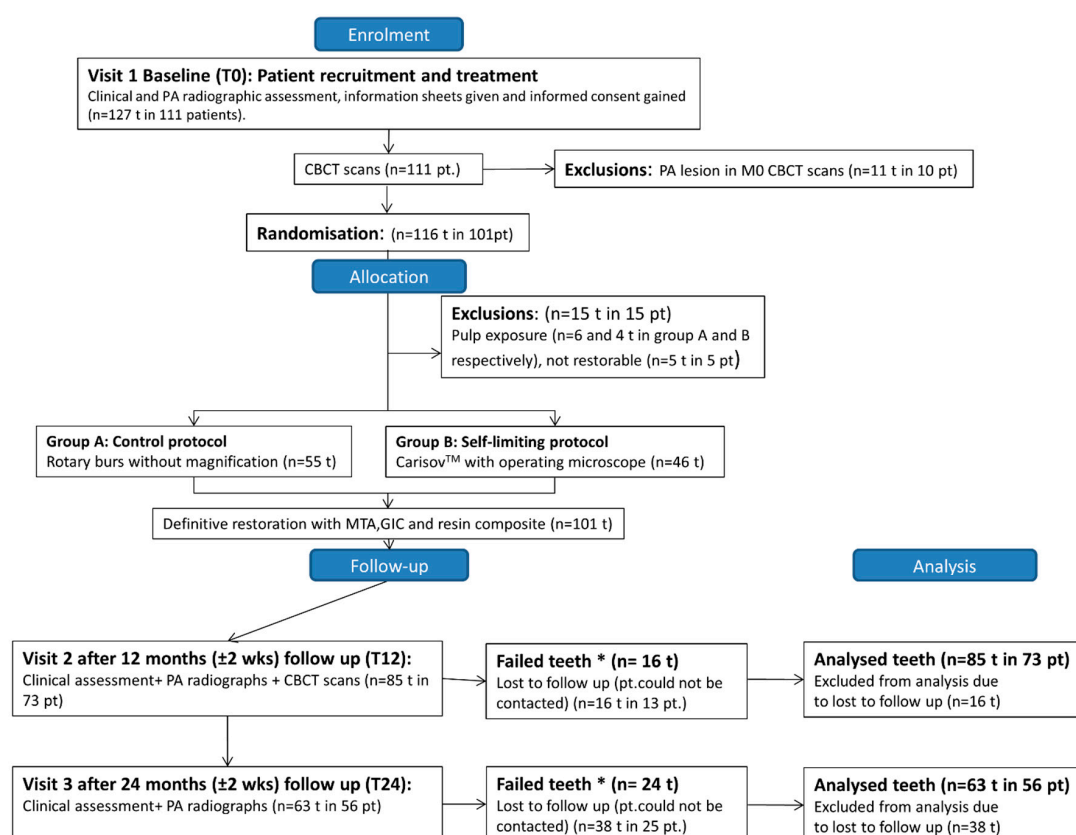 Enrolment
Visit 1 Baseline (T0): Patient recruitment and treatment
Clinical and PA radiographic assessment, information sheets given and informed consent gained
(n=127 t in 111 patients).
CBCT scans (n=111 pt.)
Exclusions: PA lesion in M0 CBCT scans (n=11 t in 10 pt)
Randomisation: (n=116 t in 101pt)
Allocation
Exclusions: (n=15 t in 15 pt)
Pulp exposure (n=6 and 4 t in group A and B
respectively), not restorable (n=5 t in 5 pt)
Group A: Control protocol
Rotary burs without magnification (n=55 t)
Group B: Self-limiting protocol
Carisov™ with operating microscope (n=46 t)
Definitive restoration with MTA,GIC and resin composite (n=101 t)
Follow-up
Analysis
Visit 2 after 12 months (±2 wks) follow up (T12):
Clinical assessment+ PA radiographs + CBCT scans (n=85 t in
73 pt)
Failed teeth * (n= 16 t)
Lost to follow up (pt.could not be
contacted) (n=16 t in 13 pt.)
Analysed teeth (n=85 t in 73 pt)
Excluded from analysis due
to lost to follow up (n=16 t)
Visit 3 after 24 months (±2 wks) follow up (T24):
Clinical assessment+ PA radiographs (n=63 t in 56 pt)
Failed teeth * (n= 24 t)
Lost to follow up (pt.could not be
contacted) (n=38 t in 25 pt.)
Analysed teeth (n=63 t in 56 pt)
Excluded from analysis due
to lost to follow up (n=38 t)